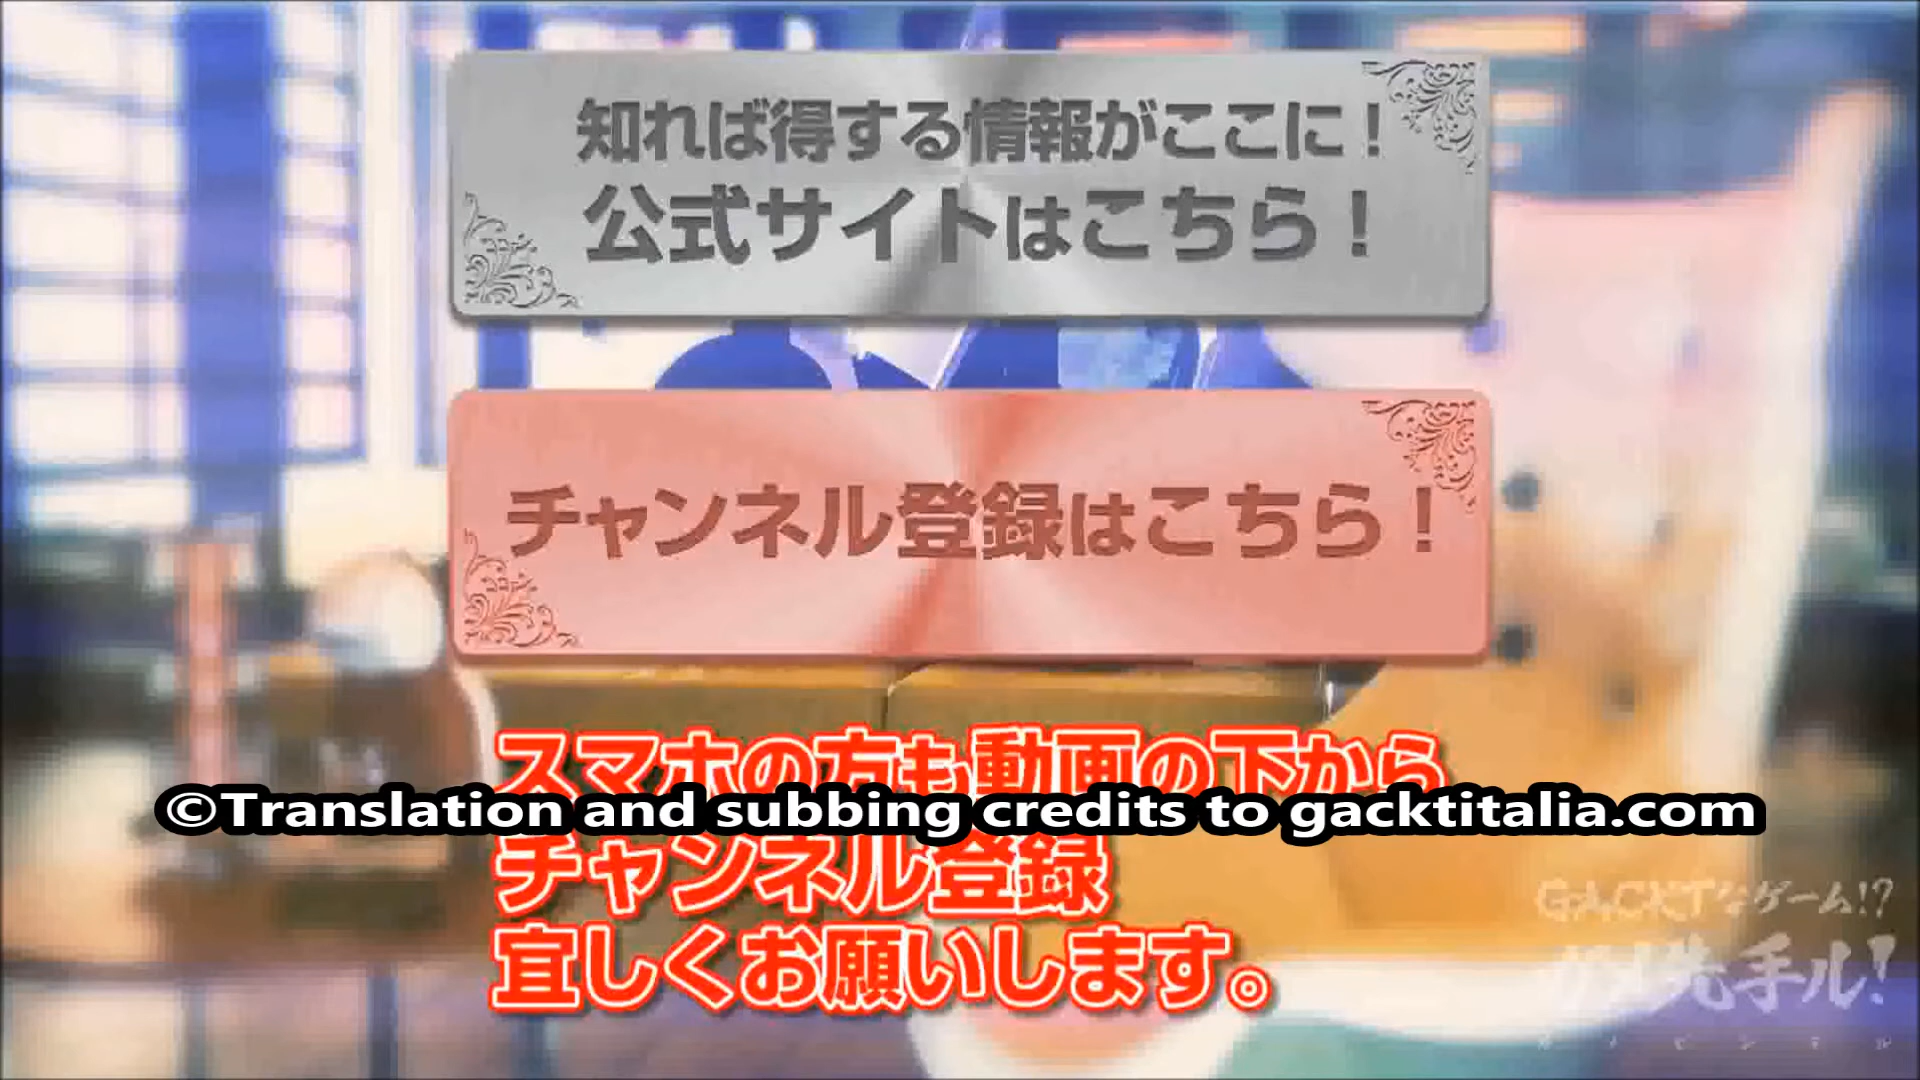 知れば得する情報がここに！
公式サイトはこちら！
チャンネル登録はこちら！
スマホの方も動画の下から
©Translation and subbing credits to gacktitalia.com
チャンネル登録
宜しくお願いします。
GACKTなゲーム!?
先手ル!